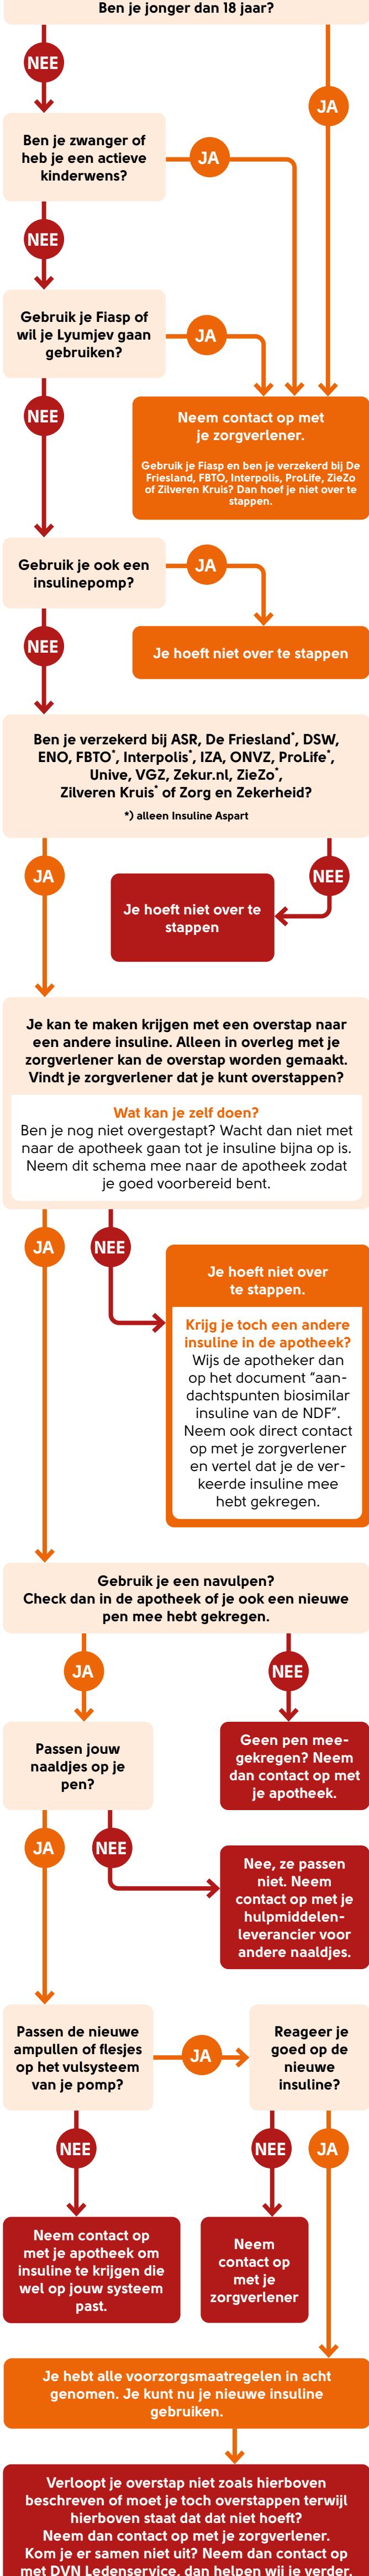 Ben je jonger dan 18 jaar?
NEE
JA
Ben je zwanger of
heb je een actieve
kinderwens?
JA
NEE
Gebruik je Fiasp of
wil je Lyumjev gaan
gebruiken?
JA
NEE
Neem contact op met
je zorgverlener.
Gebruik je Fiasp en ben je verzekerd bij De
Friesland, FBTO, Interpolis, ProLife, ZieZo
of Zilveren Kruis? Dan hoef je niet over te
stappen.
Gebruik je ook een
insulinepomp?
JA
NEE
Je hoeft niet over te stappen
Ben je verzekerd bij ASR, De Friesland*, DSW,
ENO, FBTO*, Interpolis*, IZA, ONVZ, ProLife*,
Unive, VGZ, Zekur.nl, ZieZo*,
Zilveren Kruis* of Zorg en Zekerheid?
*) alleen Insuline Aspart
JA
NEE
Je hoeft niet over te
stappen
Je kan te maken krijgen met een overstap naar
een andere insuline. Alleen in overleg met je
zorgverlener kan de overstap worden gemaakt.
Vindt je zorgverlener dat je kunt overstappen?
Wat kan je zelf doen?
Ben je nog niet overgestapt? Wacht dan niet met
naar de apotheek gaan tot je insuline bijna op is.
Neem dit schema mee naar de apotheek zodat
je goed voorbereid bent.
JA
NEE
Je hoeft niet over
te stappen.
Krijg je toch een andere
insuline in de apotheek?
Wijs de apotheker dan
op het document “aan-
dachtspunten biosimilar
insuline van de NDF”.
Neem ook direct contact
op met je zorgverlener
en vertel dat je de ver-
keerde insuline mee
hebt gekregen.
Gebruik je een navulpen?
Check dan in de apotheek of je ook een nieuwe
pen mee hebt gekregen.
JA
NEE
Passen jouw
naaldjes op je
pen?
Geen pen mee-
gekregen? Neem
dan contact op met
je apotheek.
JA
NEE
Nee, ze passen
niet. Neem
contact op met je
hulpmiddelen-
leverancier voor
andere naaldjes.
Passen de nieuwe
ampullen of flesjes
op het vulsysteem
van je pomp?
JA
Reageer je
goed op de
nieuwe
insuline?
NEE
NEE
JA
Neem contact op
met je apotheek om
insuline te krijgen die
wel op jouw systeem
past.
Neem
contact op
met je
zorgverlener
Je hebt alle voorzorgsmaatregelen in acht
genomen. Je kunt nu je nieuwe insuline
gebruiken.
Verloopt je overstap niet zoals hierboven
beschreven of moet je toch overstappen terwijl
hierboven staat dat dat niet hoeft?
Neem dan contact op met je zorgverlener.
Kom je er samen niet uit? Neem dan contact op
met DVN Ledenservice, dan helpen wij je verder.